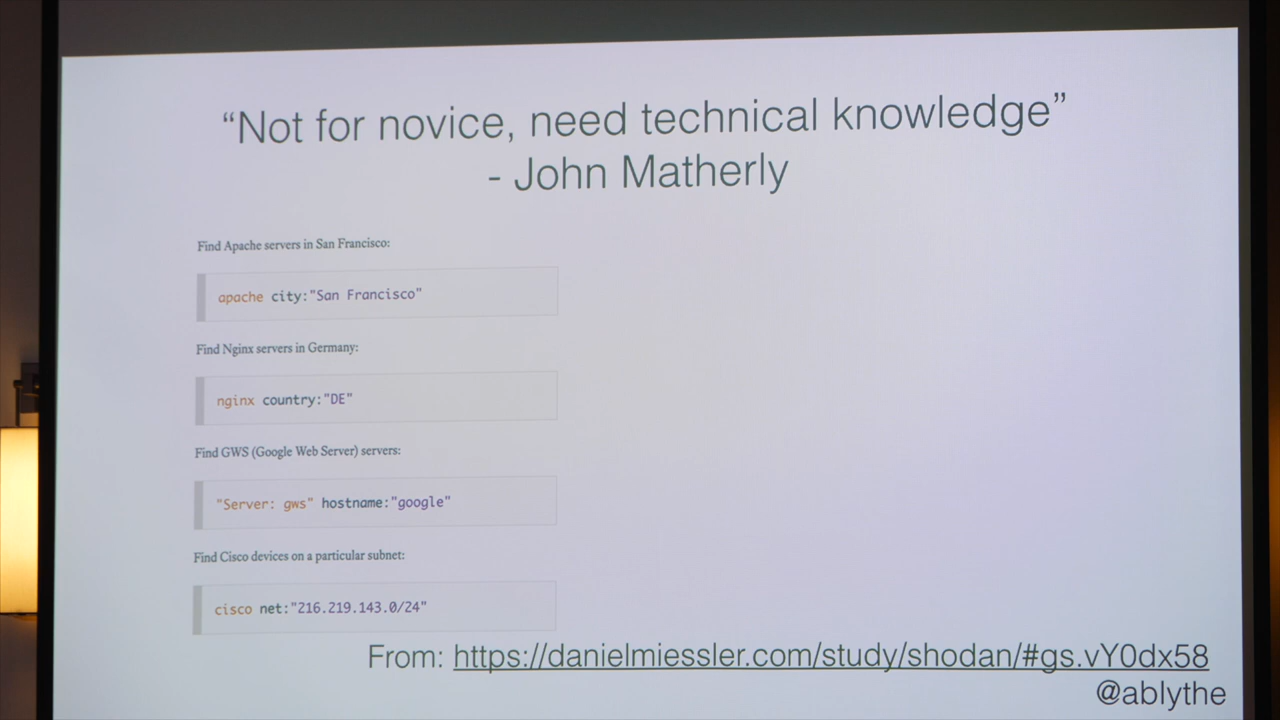 “Not for novice, need technical knowledge”
- John Matherly
Find Apache servers in San Francisco:
apache city:"San Francisco"
Find Nginx servers in Germany:
nginx country:"DE"
Find GWS (Google Web Server) servers:
"Server: gws" hostname:"google"
Find Cisco devices on a particular subnet:
cisco net:"216.219.143.0/24"
From: https://danielmiessler.com/study/shodan/#gs.vY0dx58
@ablythe